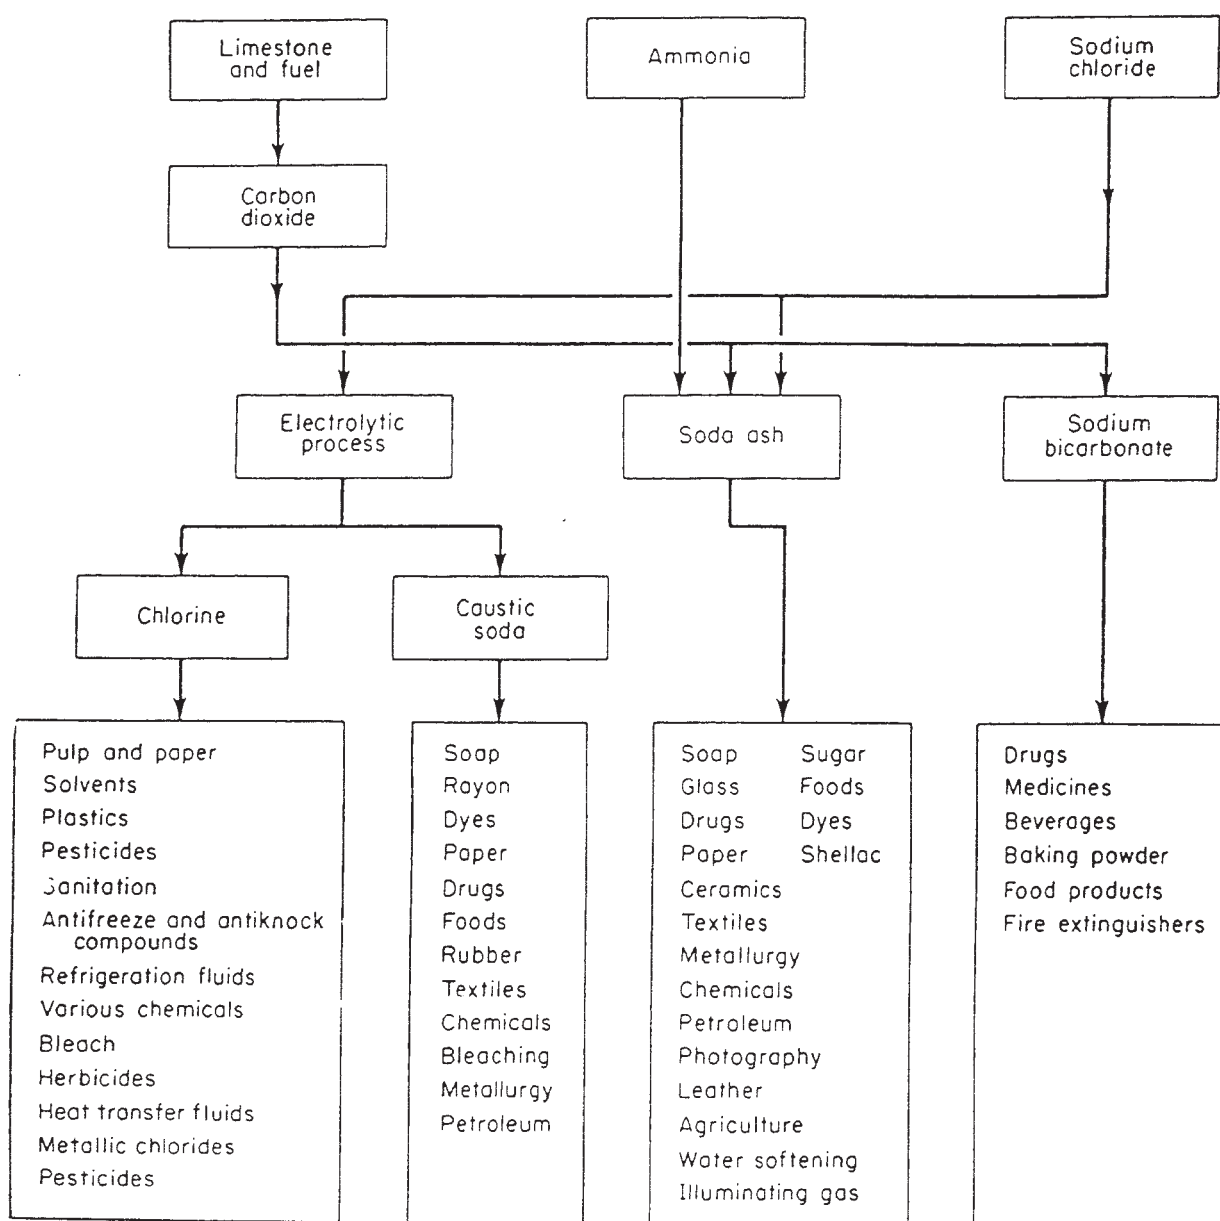 Limestone
and fuel
Ammonia
Sodium
chloride
Carbon
dioxide
Electrolytic
process
Soda ash
Sodium
bicarbonate
Chlorine
Caustic
soda
Pulp and paper
Solvents
Plastics
Pesticides
Sanitation
Antifreeze and antiknock
compounds
Refrigeration fluids
Various chemicals
Bleach
Herbicides
Heat transfer fluids
Metallic chlorides
Pesticides
Soap
Rayon
Dyes
Paper
Drugs
Foods
Rubber
Textiles
Chemicals
Bleaching
Metallurgy
Petroleum
Soap Sugar
Glass Foods
Drugs Dyes
Paper Shellac
Ceramics
Textiles
Metallurgy
Chemicals
Petroleum
Photography
Leather
Agriculture
Water softening
Illuminating gas
Drugs
Medicines
Beverages
Baking powder
Food products
Fire extinguishers